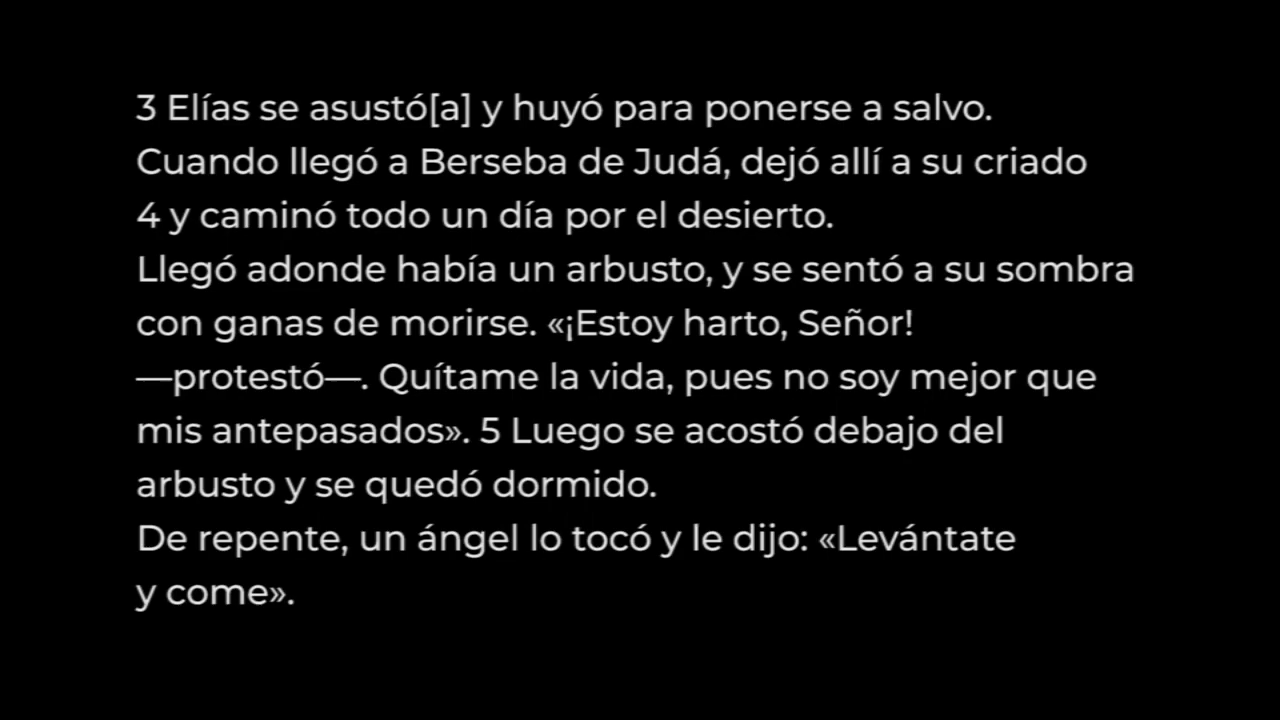 3 Elías se asustó[a] y huyó para ponerse a salvo.
Cuando llegó a Berseba de Judá, dejó allí a su criado
4 y caminó todo un día por el desierto.
Llegó adonde había un arbusto, y se sentó a su sombra
con ganas de morirse. «¡Estoy harto, Señor!
—protestó—. Quítame la vida, pues no soy mejor que
mis antepasados». 5 Luego se acostó debajo del
arbusto y se quedó dormido.
De repente, un ángel lo tocó y le dijo: «Levántate
y come».